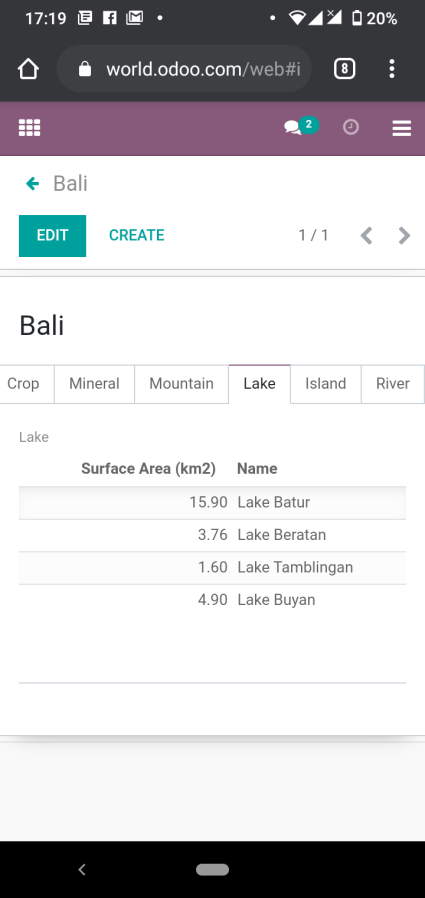 17:19 20%
world.odoo.com/web#i 8
2
Bali
EDIT CREATE 1 / 1
Bali
Crop Mineral Mountain Lake Island River
Lake
Surface Area (km2) Name
15.90 Lake Batur
3.76 Lake Beratan
1.60 Lake Tamblingan
4.90 Lake Buyan